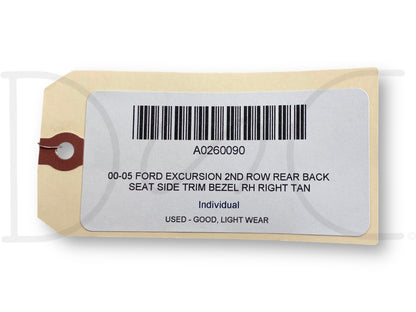 A0260090
00-05 FORD EXCURSION 2ND ROW REAR BACK
SEAT SIDE TRIM BEZEL RH RIGHT TAN
Individual
USED - GOOD, LIGHT WEAR